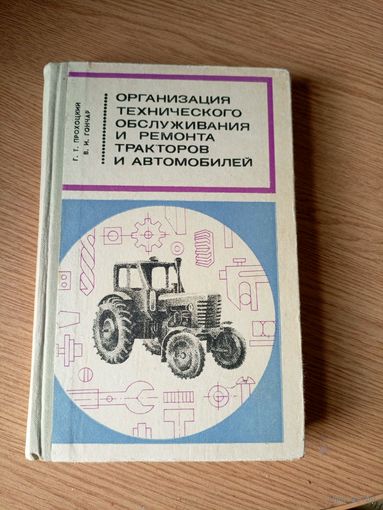 Г. Т. ПРОХОЦКИЙ
В. И. ГОНЧАР
ОРГАНИЗАЦИЯ
ТЕХНИЧЕСКОГО
ОБСЛУЖИВАНИЯ
И РЕМОНТА
ТРАКТОРОВ
И АВТОМОБИЛЕЙ